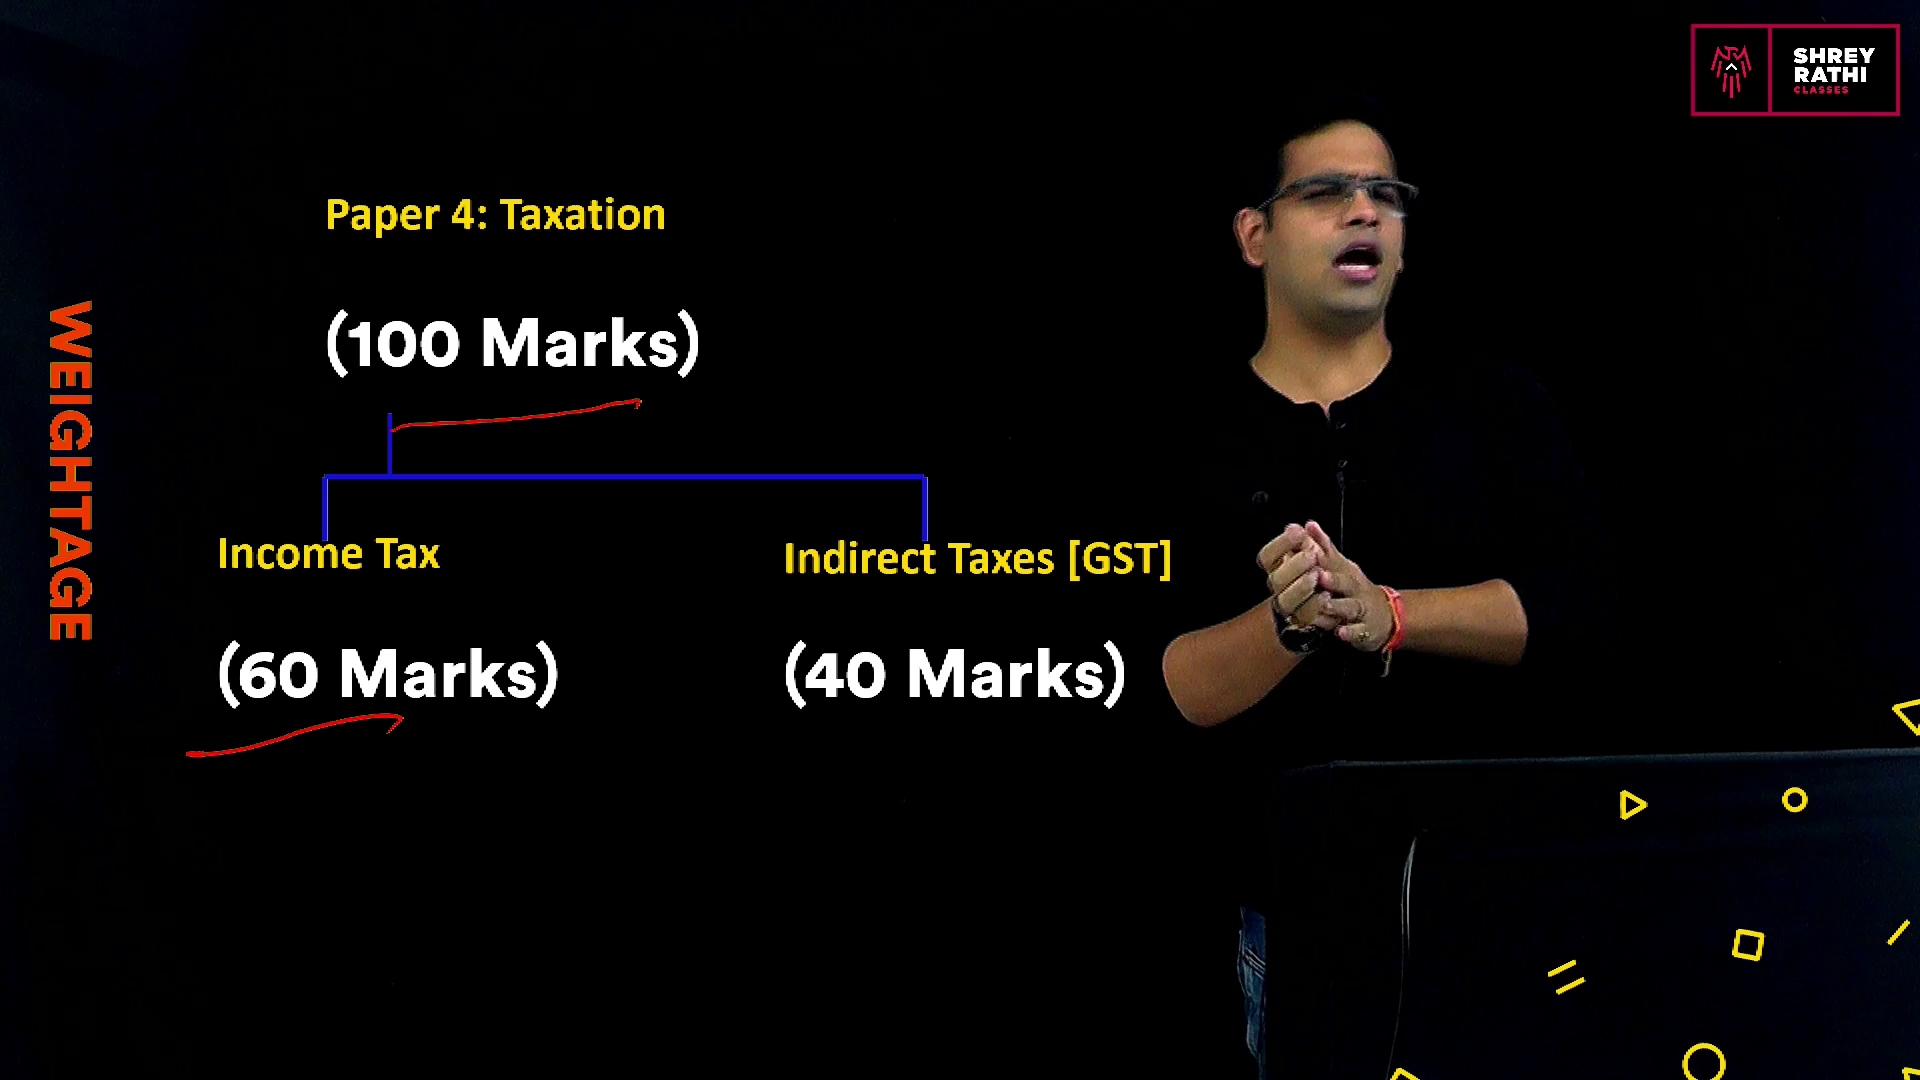 SHREY
RATHI
CLASSES
WEIGHTAGE
Paper 4: Taxation
(100 Marks)
Income Tax
Indirect Taxes [GST]
(60 Marks)
(40 Marks)